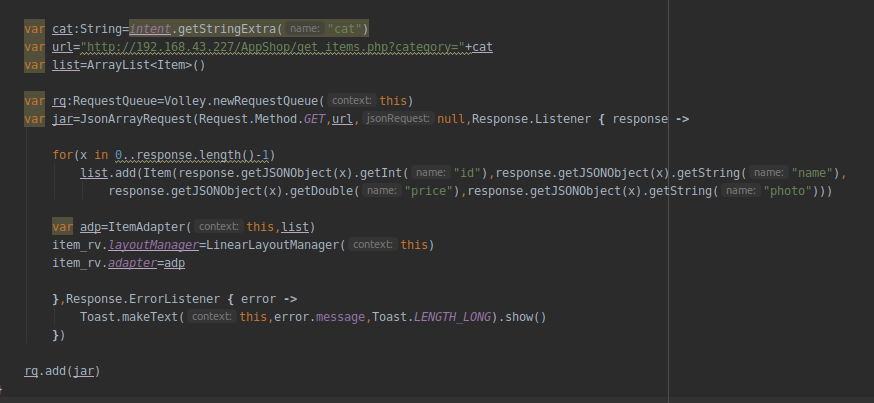 var cat:String=intent.getStringExtra( name: "cat")
var url="http://192.168.43.227/AppShop/get_items.php?category="+cat
var list=ArrayList<Item>()
var rq:RequestQueue=Volley.newRequestQueue( context: this)
var jar=JsonArrayRequest(Request.Method.GET,url, jsonRequest: null,Response.Listener { response ->
for(x in 0..response.length()-1)
list.add(Item(response.getJSONObject(x).getInt( name: "id"),response.getJSONObject(x).getString( name: "name"),
response.getJSONObject(x).getDouble( name: "price"),response.getJSONObject(x).getString( name: "photo")))
var adp=ItemAdapter( context: this,list)
item_rv.layoutManager=LinearLayoutManager( context: this)
item_rv.adapter=adp
},Response.ErrorListener { error ->
Toast.makeText( context: this,error.message,Toast.LENGTH_LONG).show()
})
rq.add(jar)
}